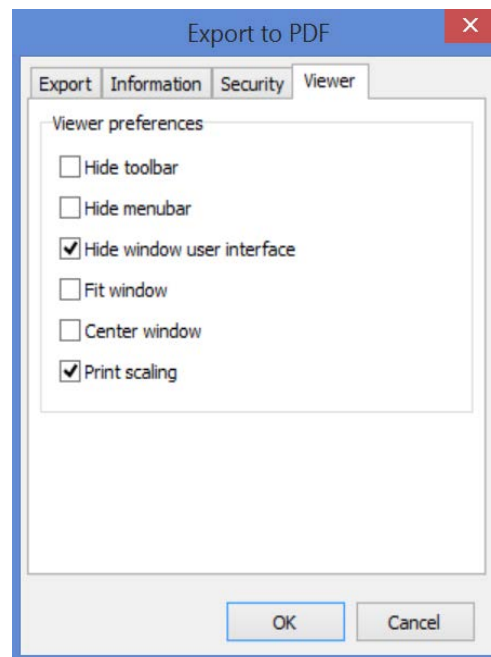 Export to PDF
Export Information Security Viewer
Viewer preferences
Hide toolbar
Hide menubar
Hide window user interface
Fit window
Center window
Print scaling
OK Cancel